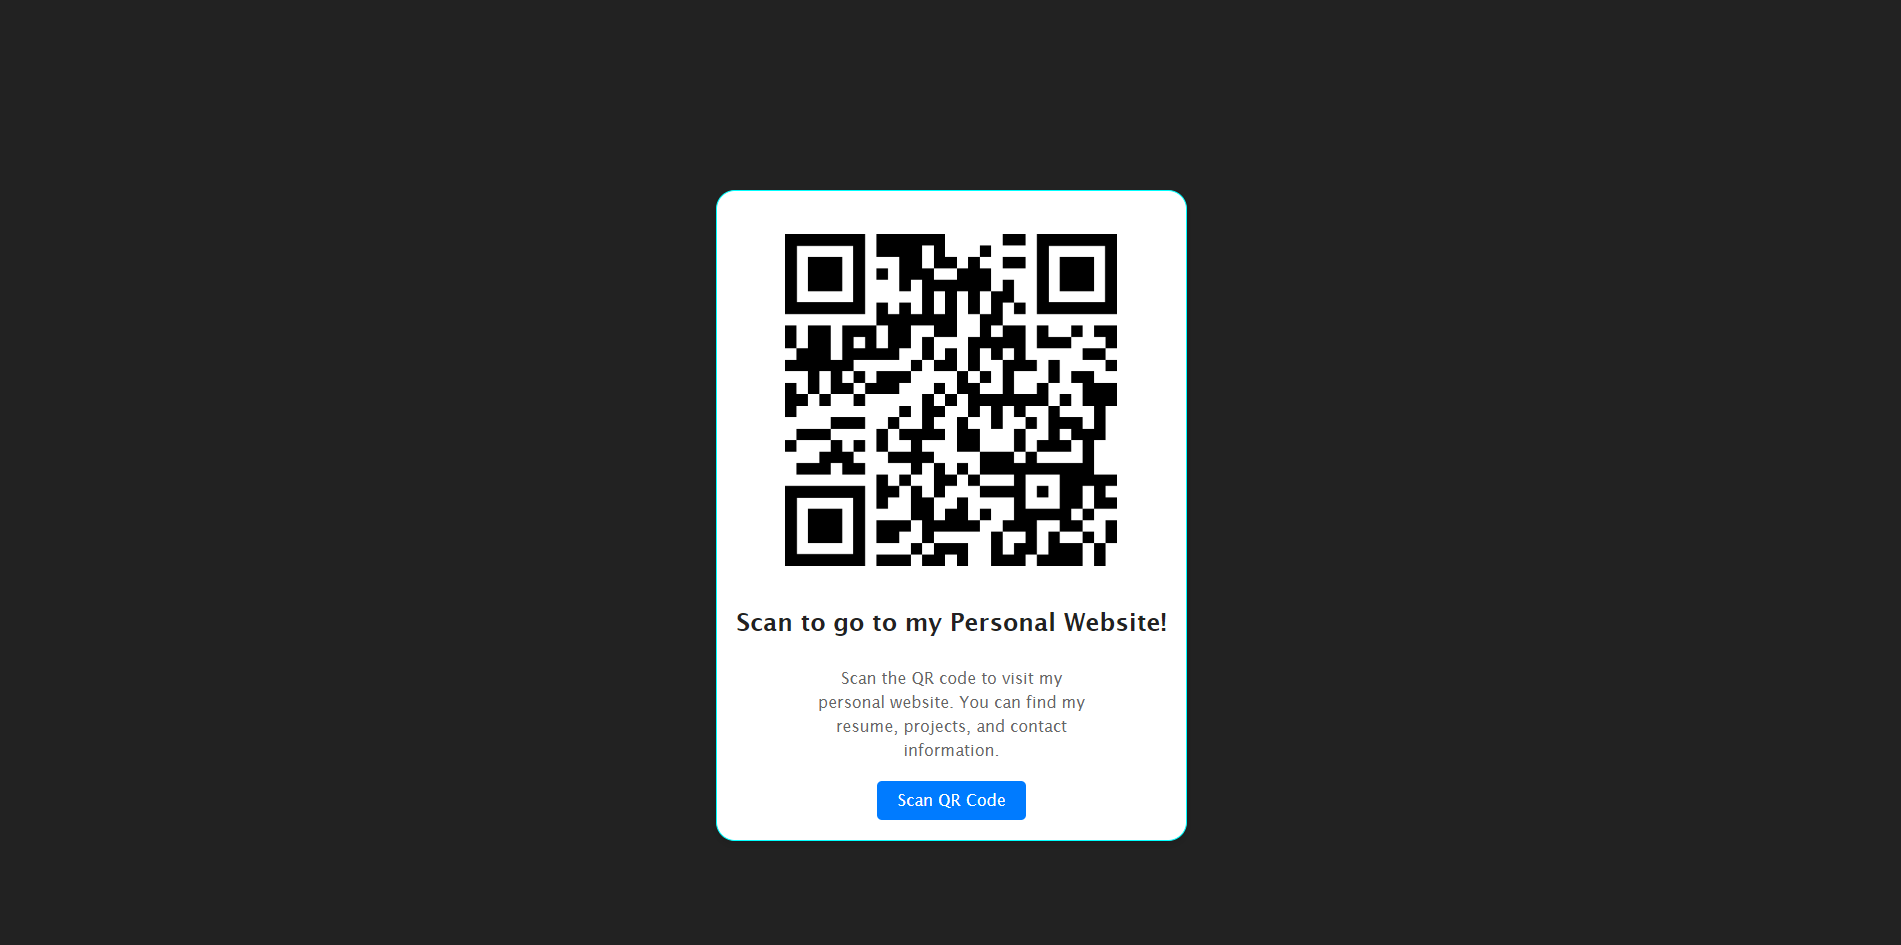 Scan to go to my Personal Website!
Scan the QR code to visit my
personal website. You can find my
resume, projects, and contact
information.
Scan QR Code